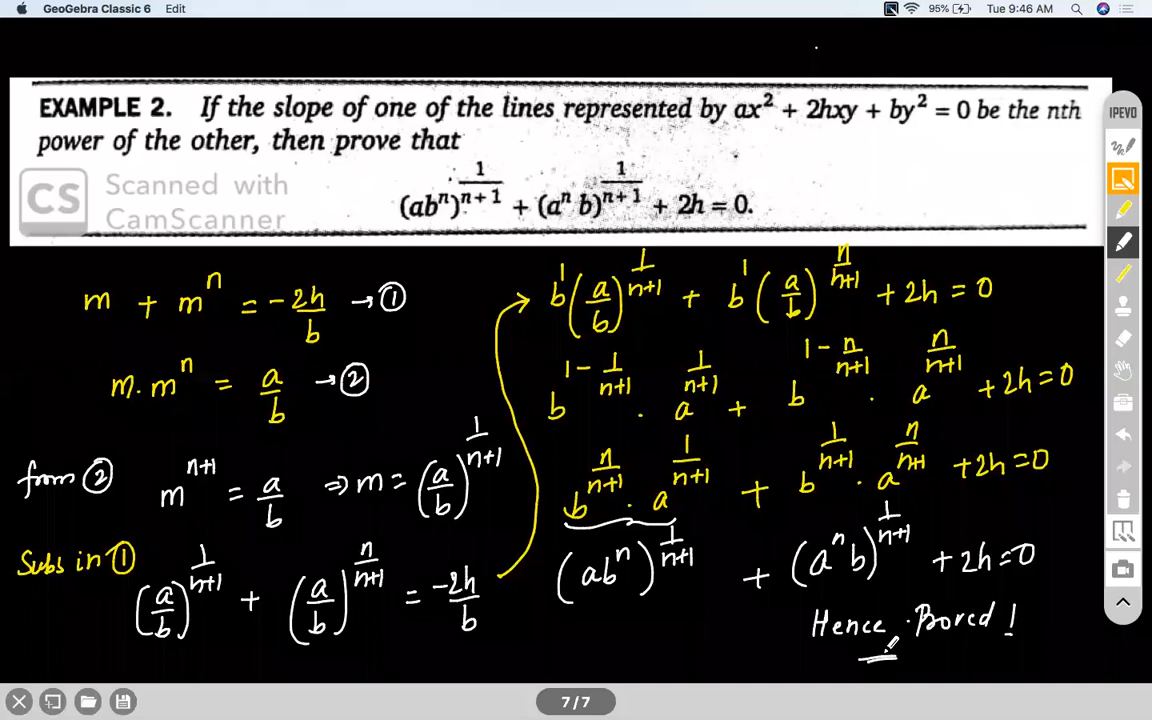 GeoGebra Classic 6 Edit 95% Tue 9:46 AM
IPEVO
EXAMPLE 2. If the slope of one of the lines represented by ax² + 2hxy + by² = 0 be the nth
power of the other, then prove that
(abⁿ)^(1/(n+1)) + (aⁿ b)^(1/(n+1)) + 2h = 0.
CS Scanned with
CamScanner
m + mⁿ = -2h/b → ①
m. mⁿ = a/b → ②
from ② m^(n+1) = a/b ⇒ m = (a/b)^(1/(n+1))
Subs in ①
(a/b)^(1/(n+1)) + (a/b)^(n/(n+1)) = -2h/b
b¹(a/b)^(1/(n+1)) + b¹(a/b)^(n/(n+1)) + 2h = 0
b^(1 - 1/(n+1)) . a^(1/(n+1)) + b^(1 - n/(n+1)) . a^(n/(n+1)) + 2h = 0
b^(n/(n+1)) . a^(1/(n+1)) + b^(1/(n+1)) . a^(n/(n+1)) + 2h = 0
(abⁿ)^(1/(n+1)) + (aⁿb)^(1/(n+1)) + 2h = 0
Hence Bored !
7/7